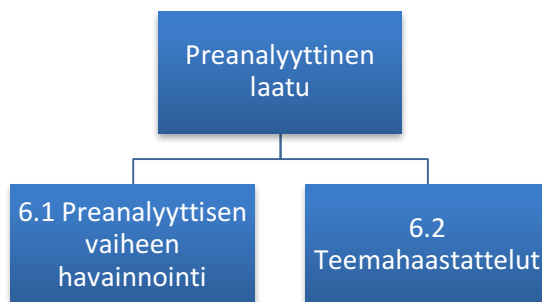 Preanalyyttinen
laatu
6.1 Preanalyyttisen
vaiheen
havainnointi
6.2
Teemahaastattelut